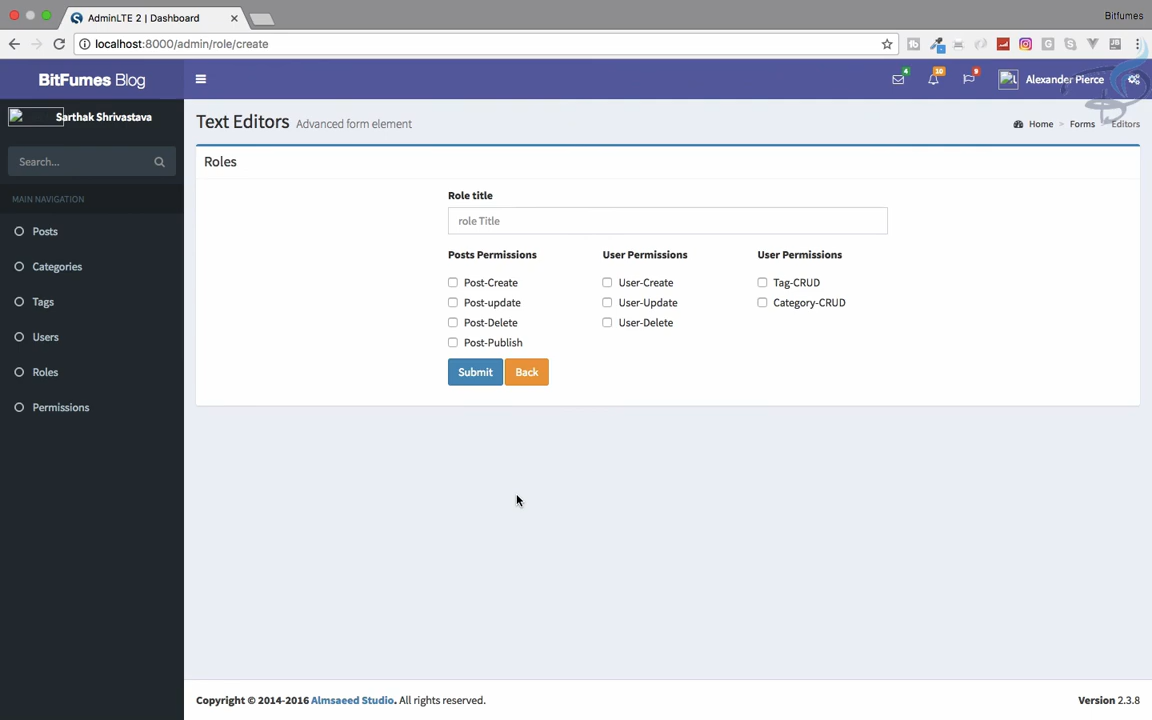 AdminLTE 2 | Dashboard
Bitfumes
localhost:8000/admin/role/create
BitFumes Blog
4
10
9
Alexander Pierce
Sarthak Shrivastava
Text Editors Advanced form element
Home > Forms > Editors
Search...
Roles
MAIN NAVIGATION
Role title
role Title
Posts
Categories
Tags
Users
Roles
Permissions
Posts Permissions
User Permissions
User Permissions
Post-Create
User-Create
Tag-CRUD
Post-update
User-Update
Category-CRUD
Post-Delete
User-Delete
Post-Publish
Submit
Back
Copyright © 2014-2016 Almsaeed Studio. All rights reserved.
Version 2.3.8